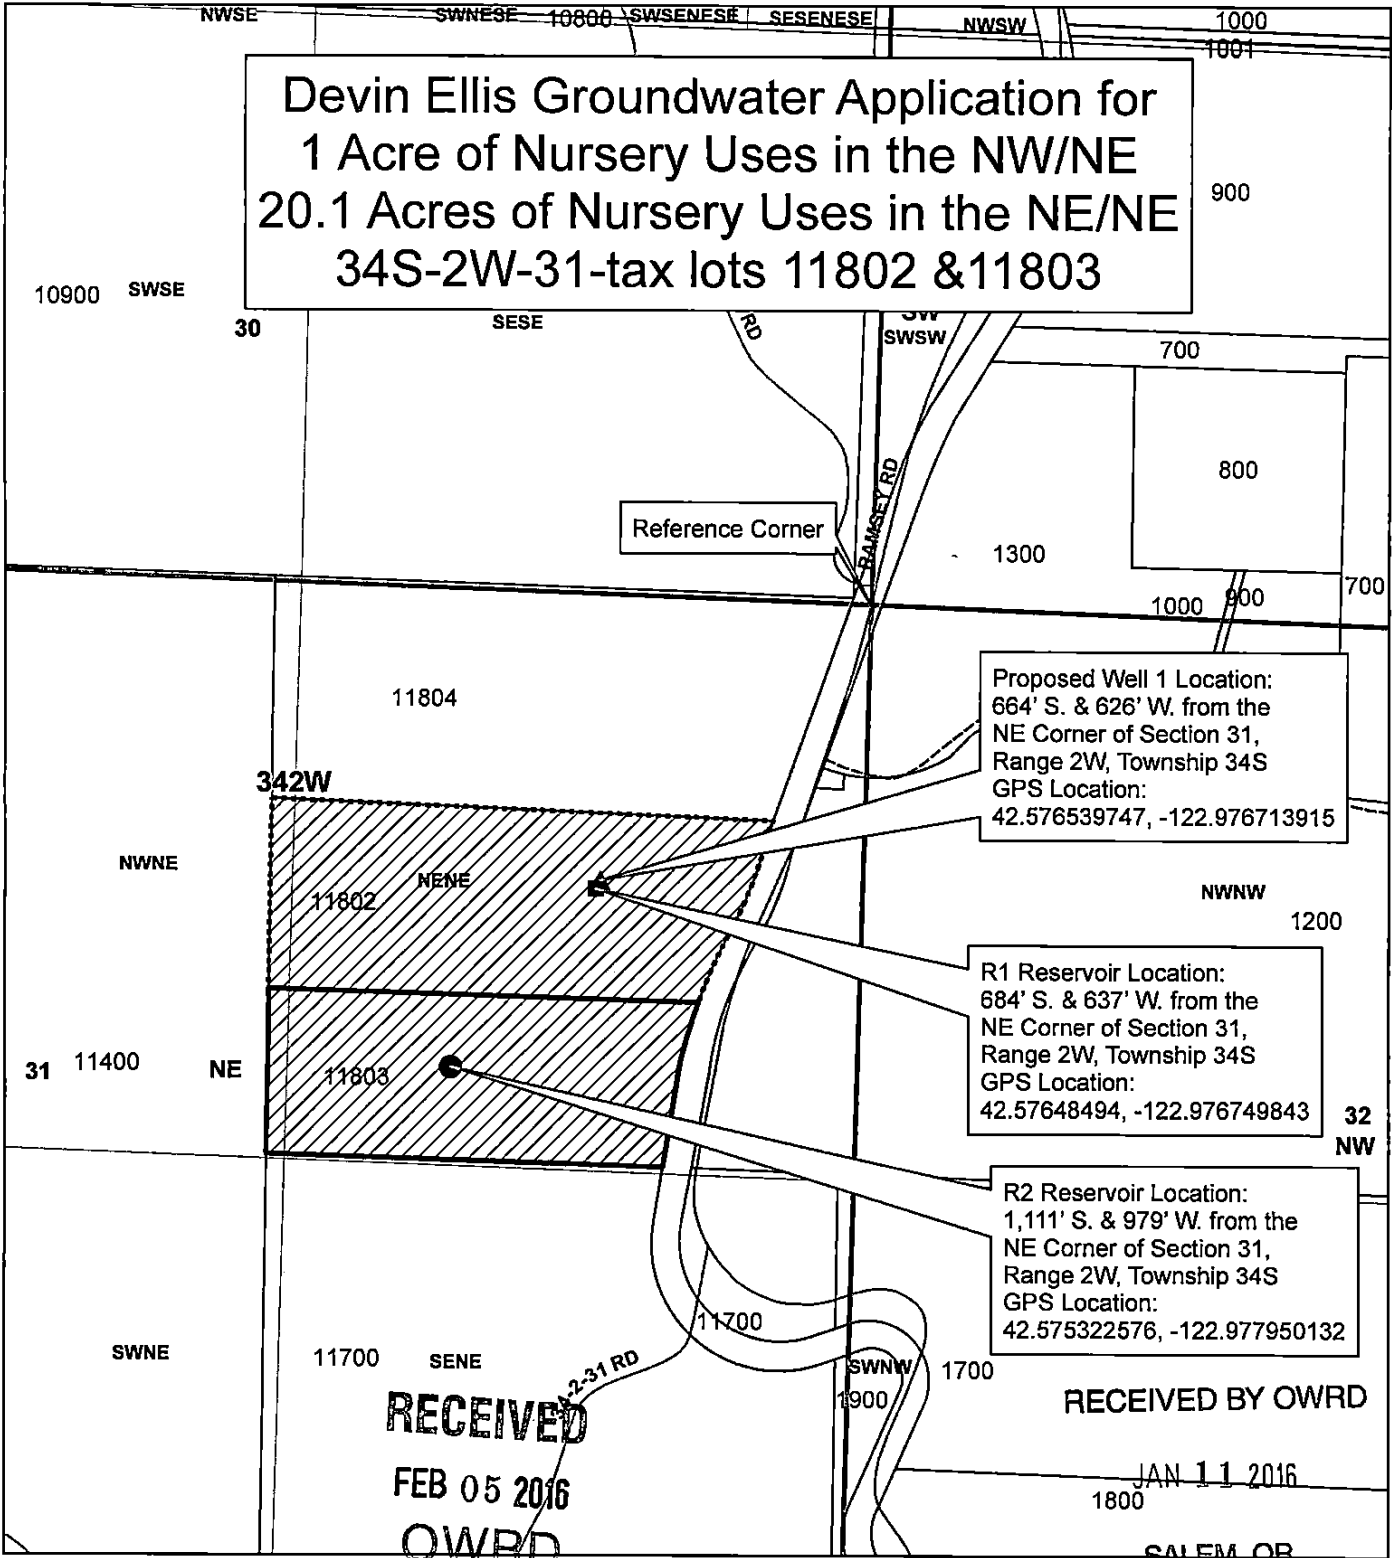 NWSE
SWNESE
10800
SWSENESE
SESENESE
NWSW
1000
1001
Devin Ellis Groundwater Application for
1 Acre of Nursery Uses in the NW/NE
20.1 Acres of Nursery Uses in the NE/NE
34S-2W-31-tax lots 11802 &11803
900
10900
SWSE
30
SESE
RD
SW
SWSW
700
800
Reference Corner
RAMSEY RD
1300
1000
900
700
11804
Proposed Well 1 Location:
664' S. & 626' W. from the
NE Corner of Section 31,
Range 2W, Township 34S
GPS Location:
42.576539747, -122.976713915
342W
NWNE
NENE
11802
NWNW
1200
R1 Reservoir Location:
684' S. & 637' W. from the
NE Corner of Section 31,
Range 2W, Township 34S
GPS Location:
42.57648494, -122.976749843
31
11400
NE
11803
32
NW
R2 Reservoir Location:
1,111' S. & 979' W. from the
NE Corner of Section 31,
Range 2W, Township 34S
GPS Location:
42.575322576, -122.977950132
11700
SWNE
11700
SENE
34-2-31 RD
SWNW
1700
1900
RECEIVED
FEB 05 2016
OWRD
RECEIVED BY OWRD
JAN 11 2016
1800
SALEM, OR